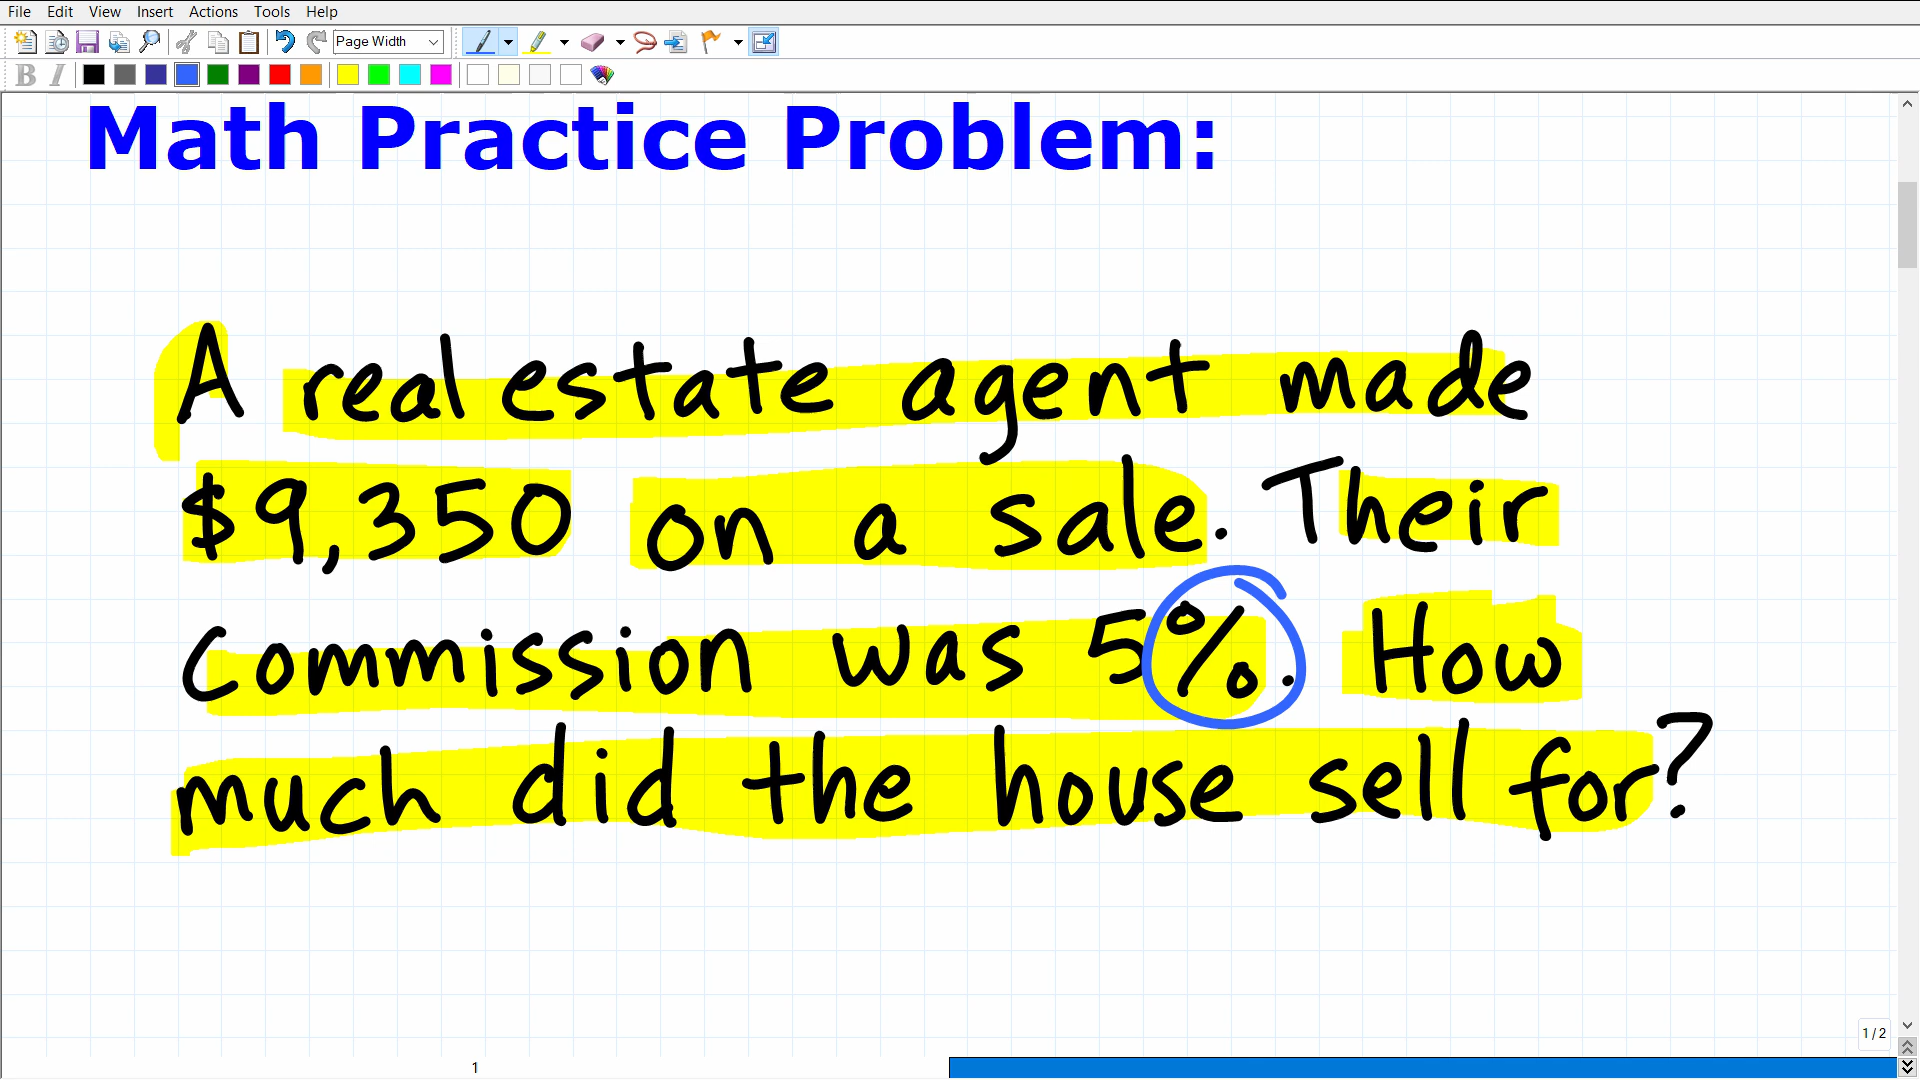 File Edit View Insert Actions Tools Help
Page Width
B I
Math Practice Problem:
A real estate agent made
$9,350 on a sale. Their
Commission was 5%. How
much did the house sell for?
1 / 2
1